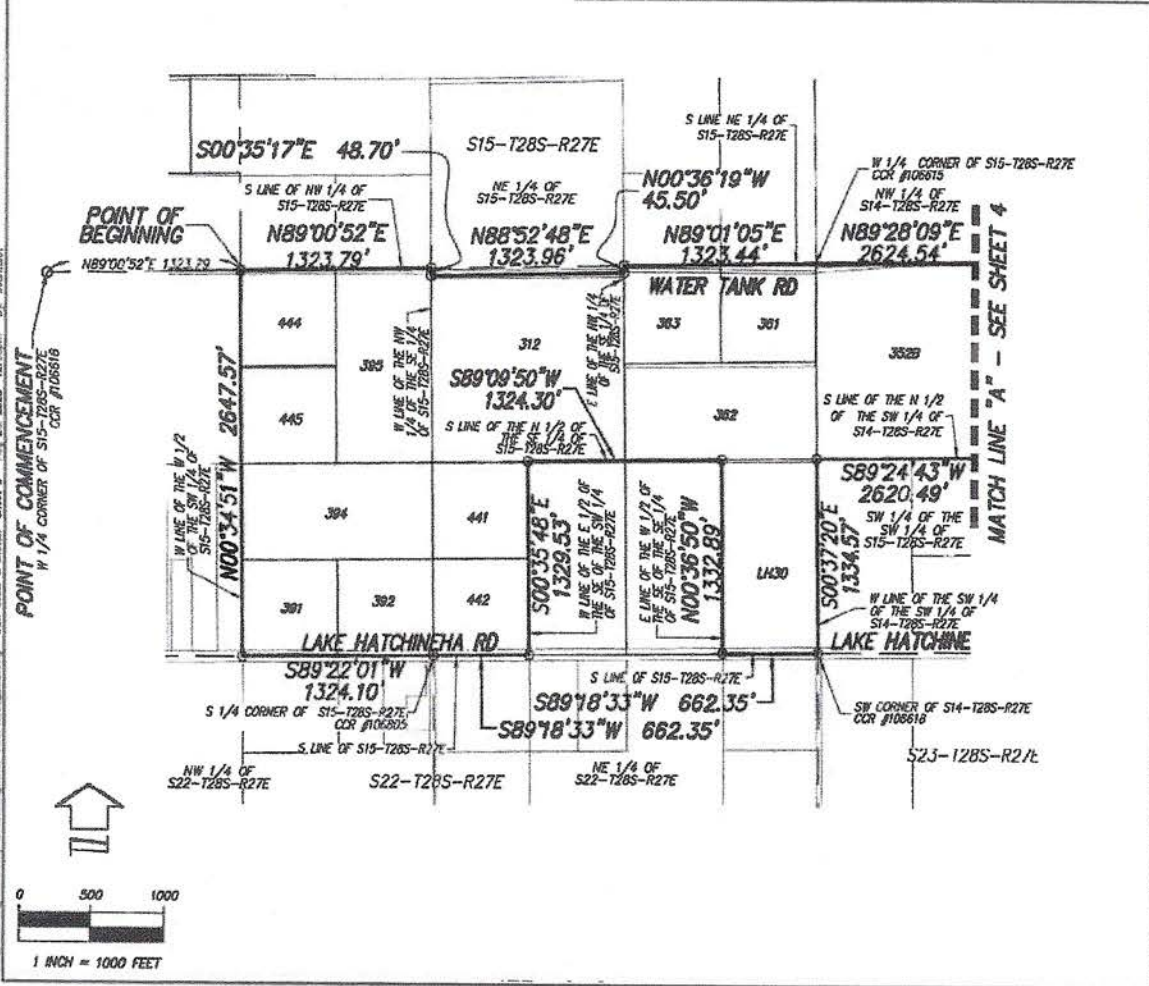 S00°35'17"E 48.70'
S15-T28S-R27E
S LINE NE 1/4 OF
S15-T28S-R27E
W 1/4 CORNER OF S15-T28S-R27E
CCR #106615
NW 1/4 OF
S14-T28S-R27E
S LINE OF NW 1/4 OF
S15-T28S-R27E
NE 1/4 OF
S15-T28S-R27E
N00°36'19"W
45.50'
POINT OF
BEGINNING
N89°00'52"E
1323.79'
N88°52'48"E
1323.96'
N89°01'05"E
1323.44'
N89°28'09"E
2624.54'
N89°00'52"E 1323.79
WATER TANK RD
MATCH LINE "A" - SEE SHEET 4
POINT OF COMMENCEMENT
W 1/4 CORNER OF S15-T28S-R27E
CCR #106616
444
395
312
363
361
352B
W LINE OF THE NW
1/4 OF THE SE 1/4
OF S15-T28S-R27E
E LINE OF THE NW 1/4
OF THE SE 1/4 OF
S15-T28S-R27E
S89°09'50"W
1324.30'
445
362
S LINE OF THE N 1/2 OF
THE SE 1/4 OF
S15-T28S-R27E
S LINE OF THE N 1/2
OF THE SW 1/4 OF
S14-T28S-R27E
N00°34'51"W 2647.57'
W LINE OF THE W 1/2
OF THE SW 1/4 OF
S15-T28S-R27E
S89°24'43"W
2620.49'
SW 1/4 OF THE
SW 1/4 OF
S15-T28S-R27E
394
441
S00°35'48"E
1329.53'
W LINE OF THE E 1/2 OF
THE SE OF THE SW 1/4
OF S15-T28S-R27E
E LINE OF THE W 1/2 OF
THE SE OF THE SE 1/4
OF S15-T28S-R27E
N00°36'50"W
1332.89'
LH30
S00°37'20"E
1334.57'
391
392
442
W LINE OF THE SW 1/4
OF THE SW 1/4 OF
S14-T28S-R27E
LAKE HATCHINEHA RD
LAKE HATCHINE
S89°22'01"W
1324.10'
S LINE OF S15-T28S-R27E
S89°18'33"W 662.35'
S 1/4 CORNER OF S15-T28S-R27E
CCR #106805
S89°18'33"W 662.35'
SW CORNER OF S14-T28S-R27E
CCR #106618
S LINE OF S15-T28S-R27E
S23-T28S-R27E
NW 1/4 OF
S22-T28S-R27E
S22-T28S-R27E
NE 1/4 OF
S22-T28S-R27E
N
0 500 1000
1 INCH = 1000 FEET